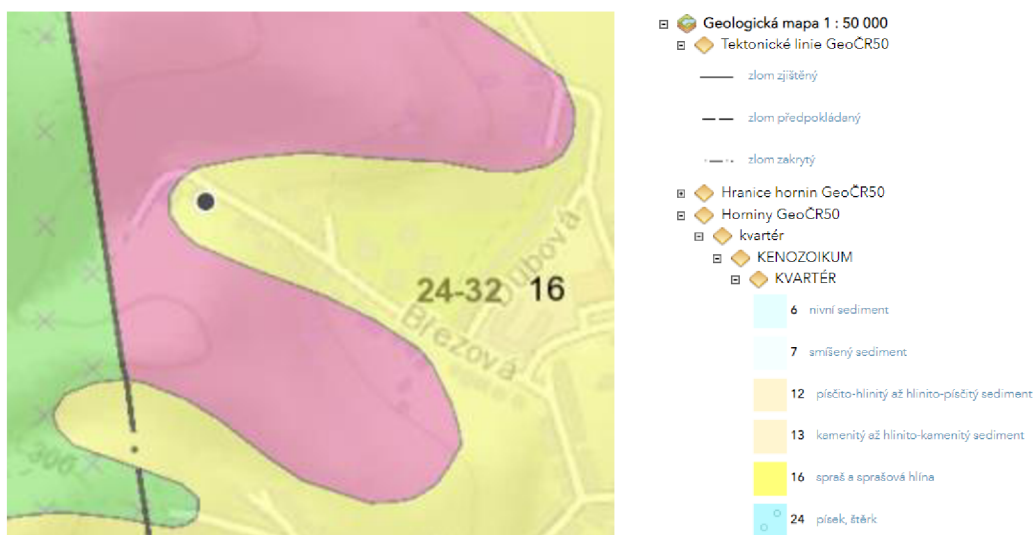 Dubová
24-32 16
Březová
300
Geologická mapa 1 : 50 000
Tektonické linie GeoČR50
zlom zjištěný
zlom předpokládaný
zlom zakrytý
Hranice hornin GeoČR50
Horniny GeoČR50
kvartér
KENOZOIKUM
KVARTÉR
6 nivní sediment
7 smíšený sediment
12 písčito-hlinitý až hlinito-písčitý sediment
13 kamenitý až hlinito-kamenitý sediment
16 spraš a sprašová hlína
24 písek, štěrk